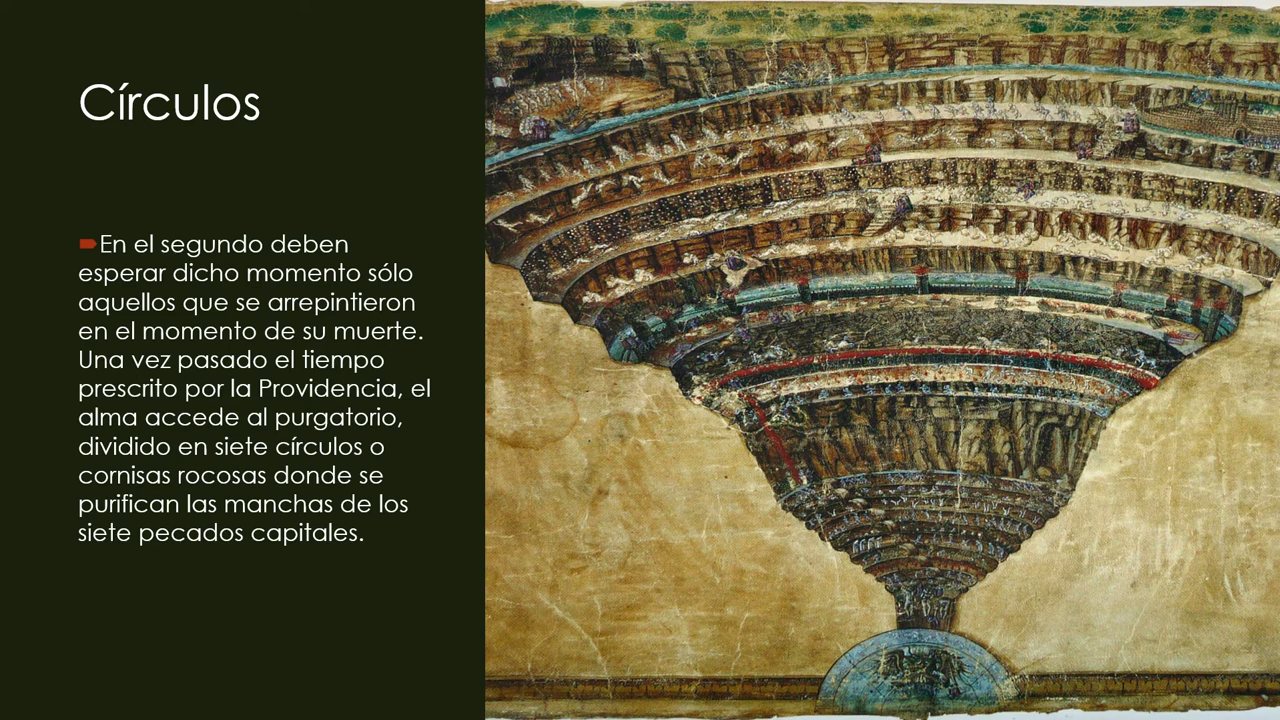 Círculos
En el segundo deben
esperar dicho momento sólo
aquellos que se arrepintieron
en el momento de su muerte.
Una vez pasado el tiempo
prescrito por la Providencia, el
alma accede al purgatorio,
dividido en siete círculos o
cornisas rocosas donde se
purifican las manchas de los
siete pecados capitales.